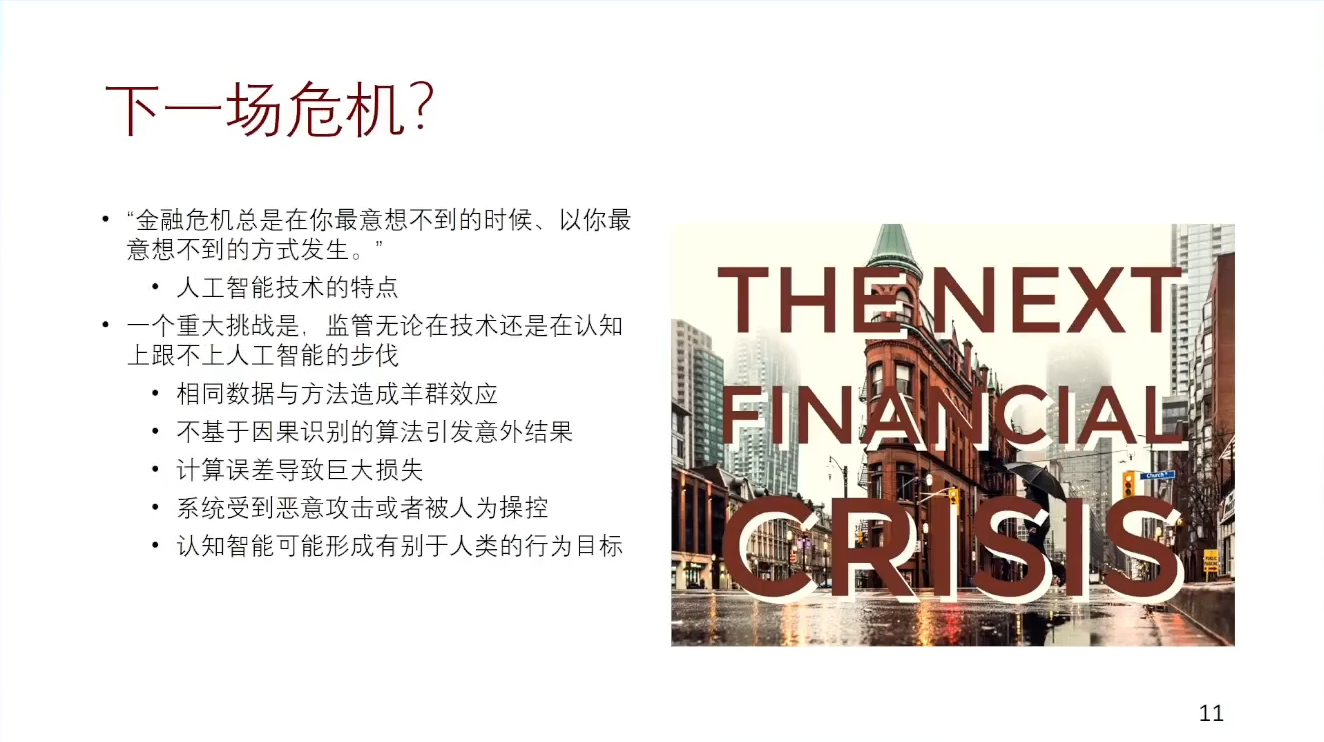 下一场危机?
• “金融危机总是在你最意想不到的时候、以你最
意想不到的方式发生。”
• 人工智能技术的特点
• 一个重大挑战是，监管无论在技术还是在认知
上跟不上人工智能的步伐
• 相同数据与方法造成羊群效应
• 不基于因果识别的算法引发意外结果
• 计算误差导致巨大损失
• 系统受到恶意攻击或者被人为操控
• 认知智能可能形成有别于人类的行为目标
THE NEXT
FINANCIAL
CRISIS
Church
11